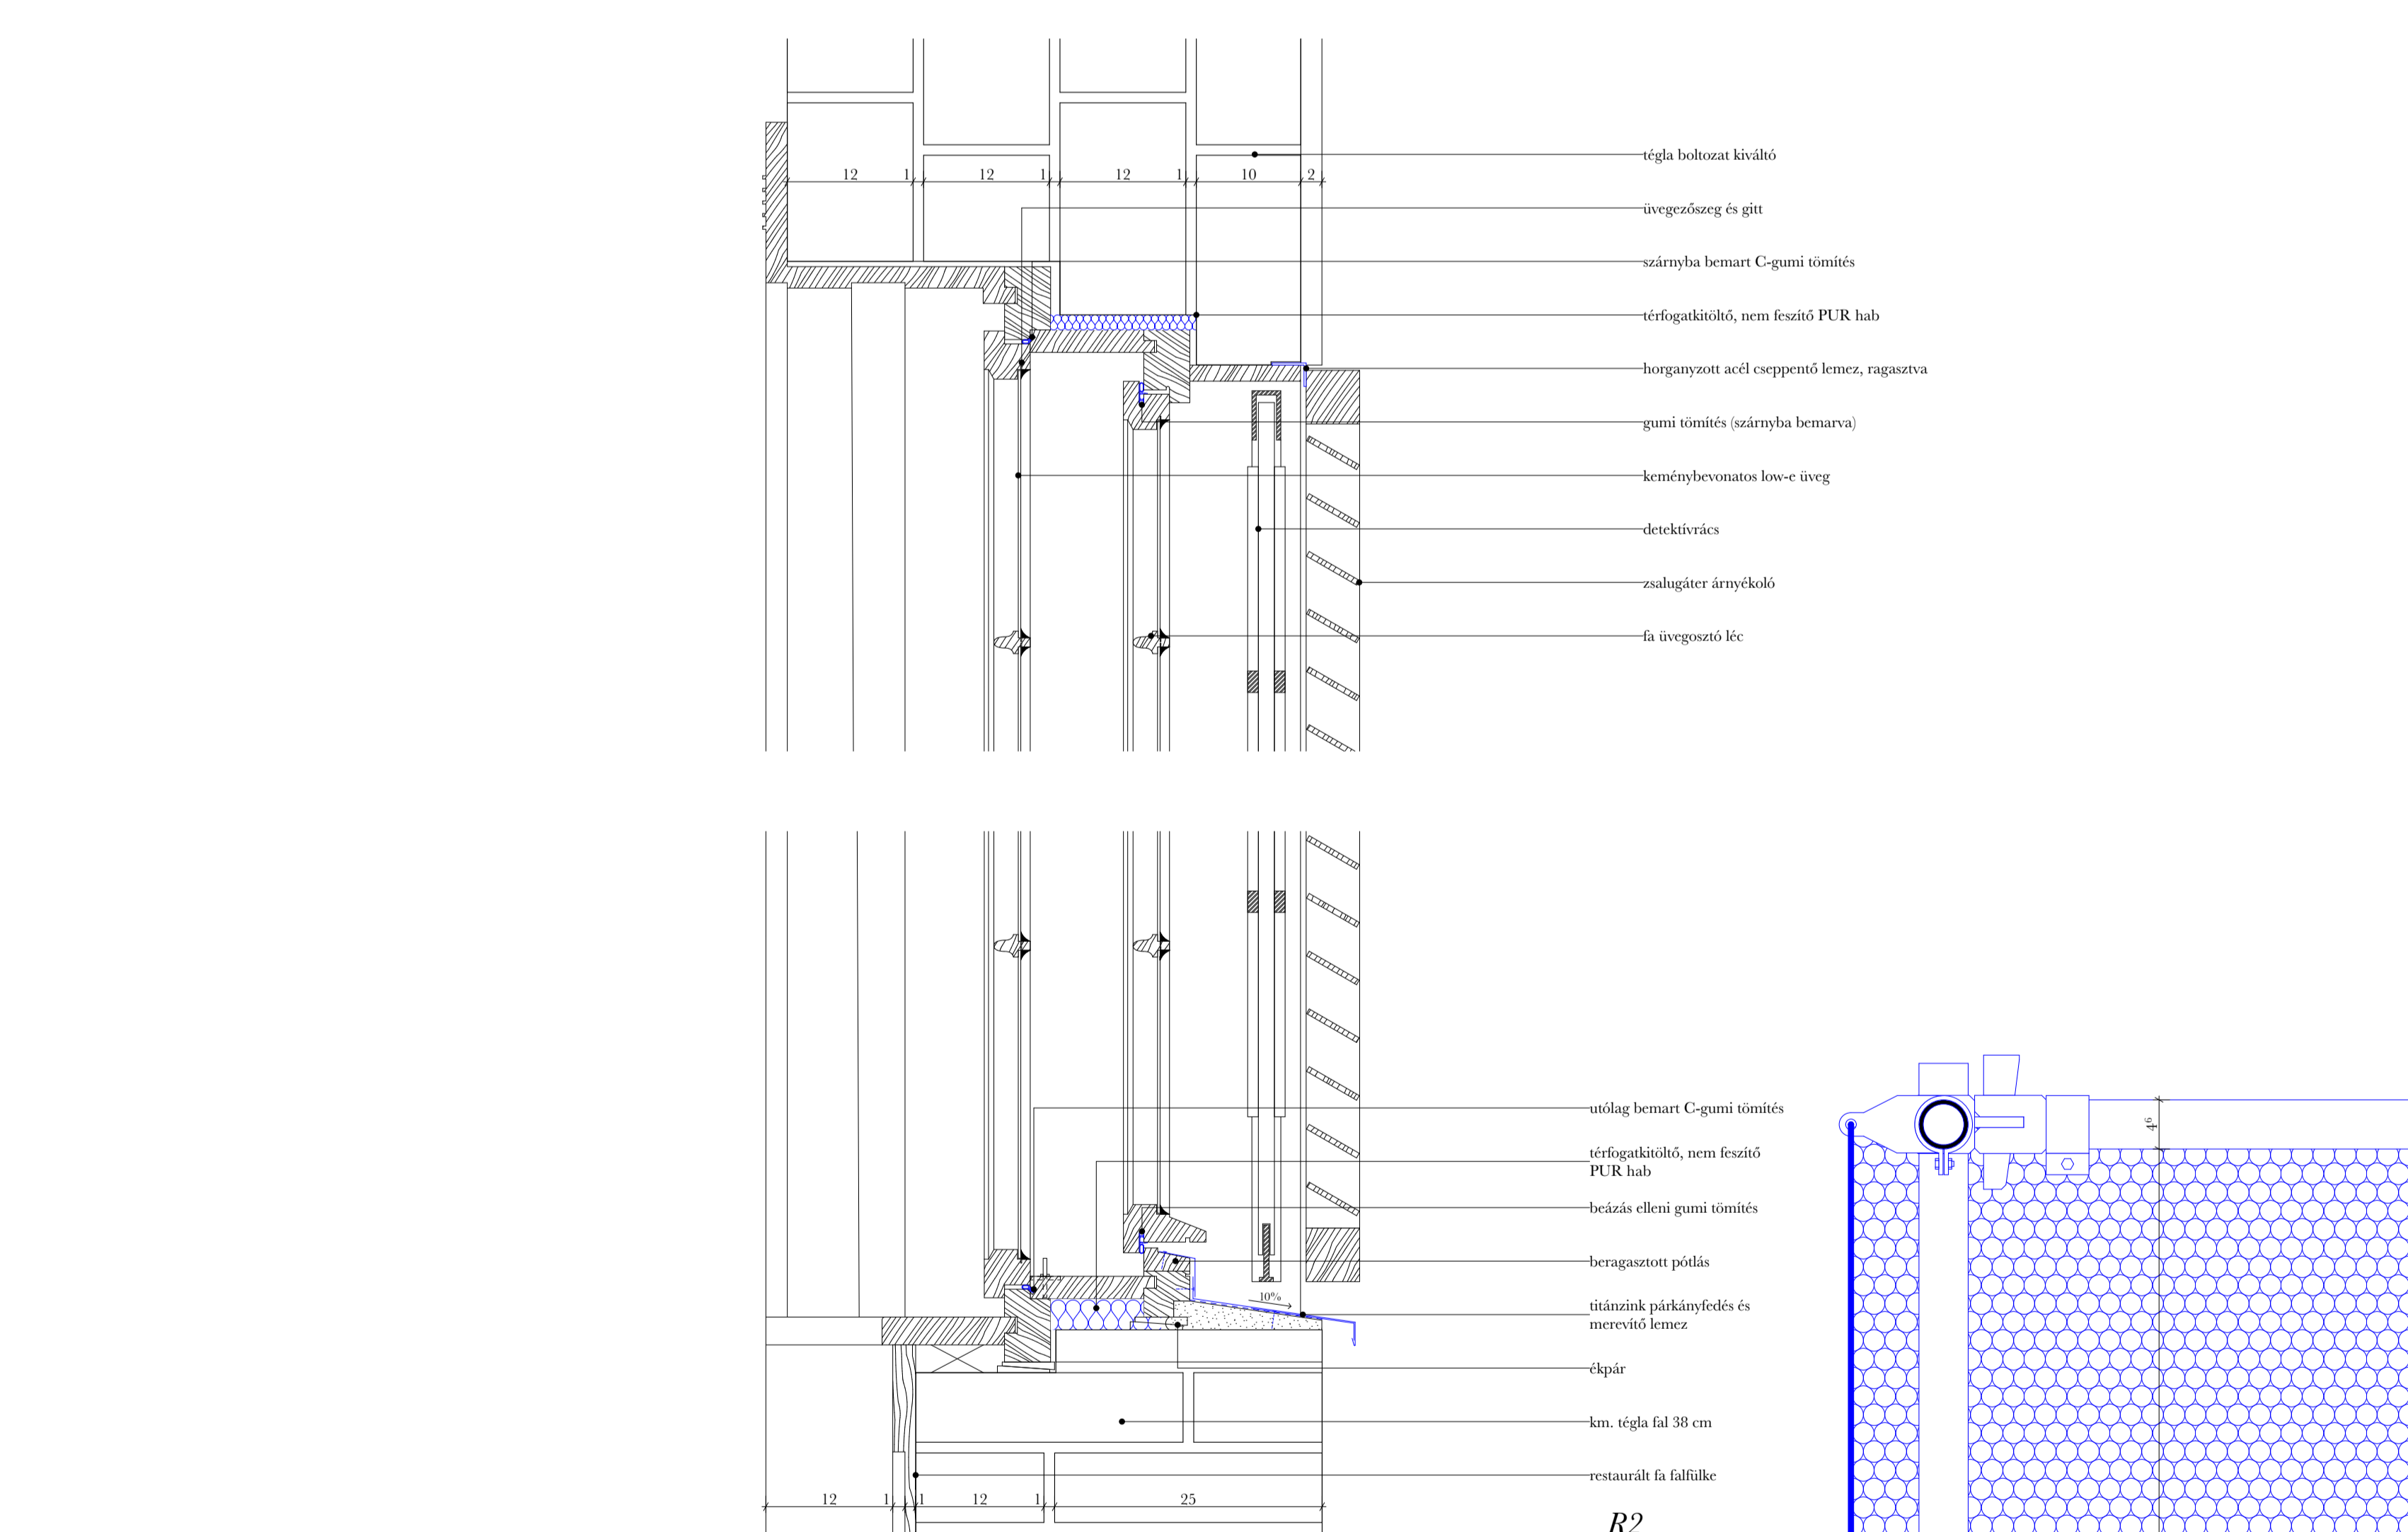 tégla boltozat kiváltó
12 1 12 1 12 1 10 2
üvegezőszeg és gitt
szárnyba bemart C-gumi tömítés
térfogatkitöltő, nem feszítő PUR hab
horganyzott acél cseppentő lemez, ragasztva
gumi tömítés (szárnyba bemarva)
keménybevonatos low-e üveg
detektívrács
zsalugáter árnyékoló
fa üvegosztó léc
utólag bemart C-gumi tömítés
4⁶
térfogatkitöltő, nem feszítő
PUR hab
beázás elleni gumi tömítés
beragasztott pótlás
10%
titánzink párkányfedés és
merevítő lemez
ékpár
km. tégla fal 38 cm
restaurált fa falfülke
12 1 1 12 1 25
R2